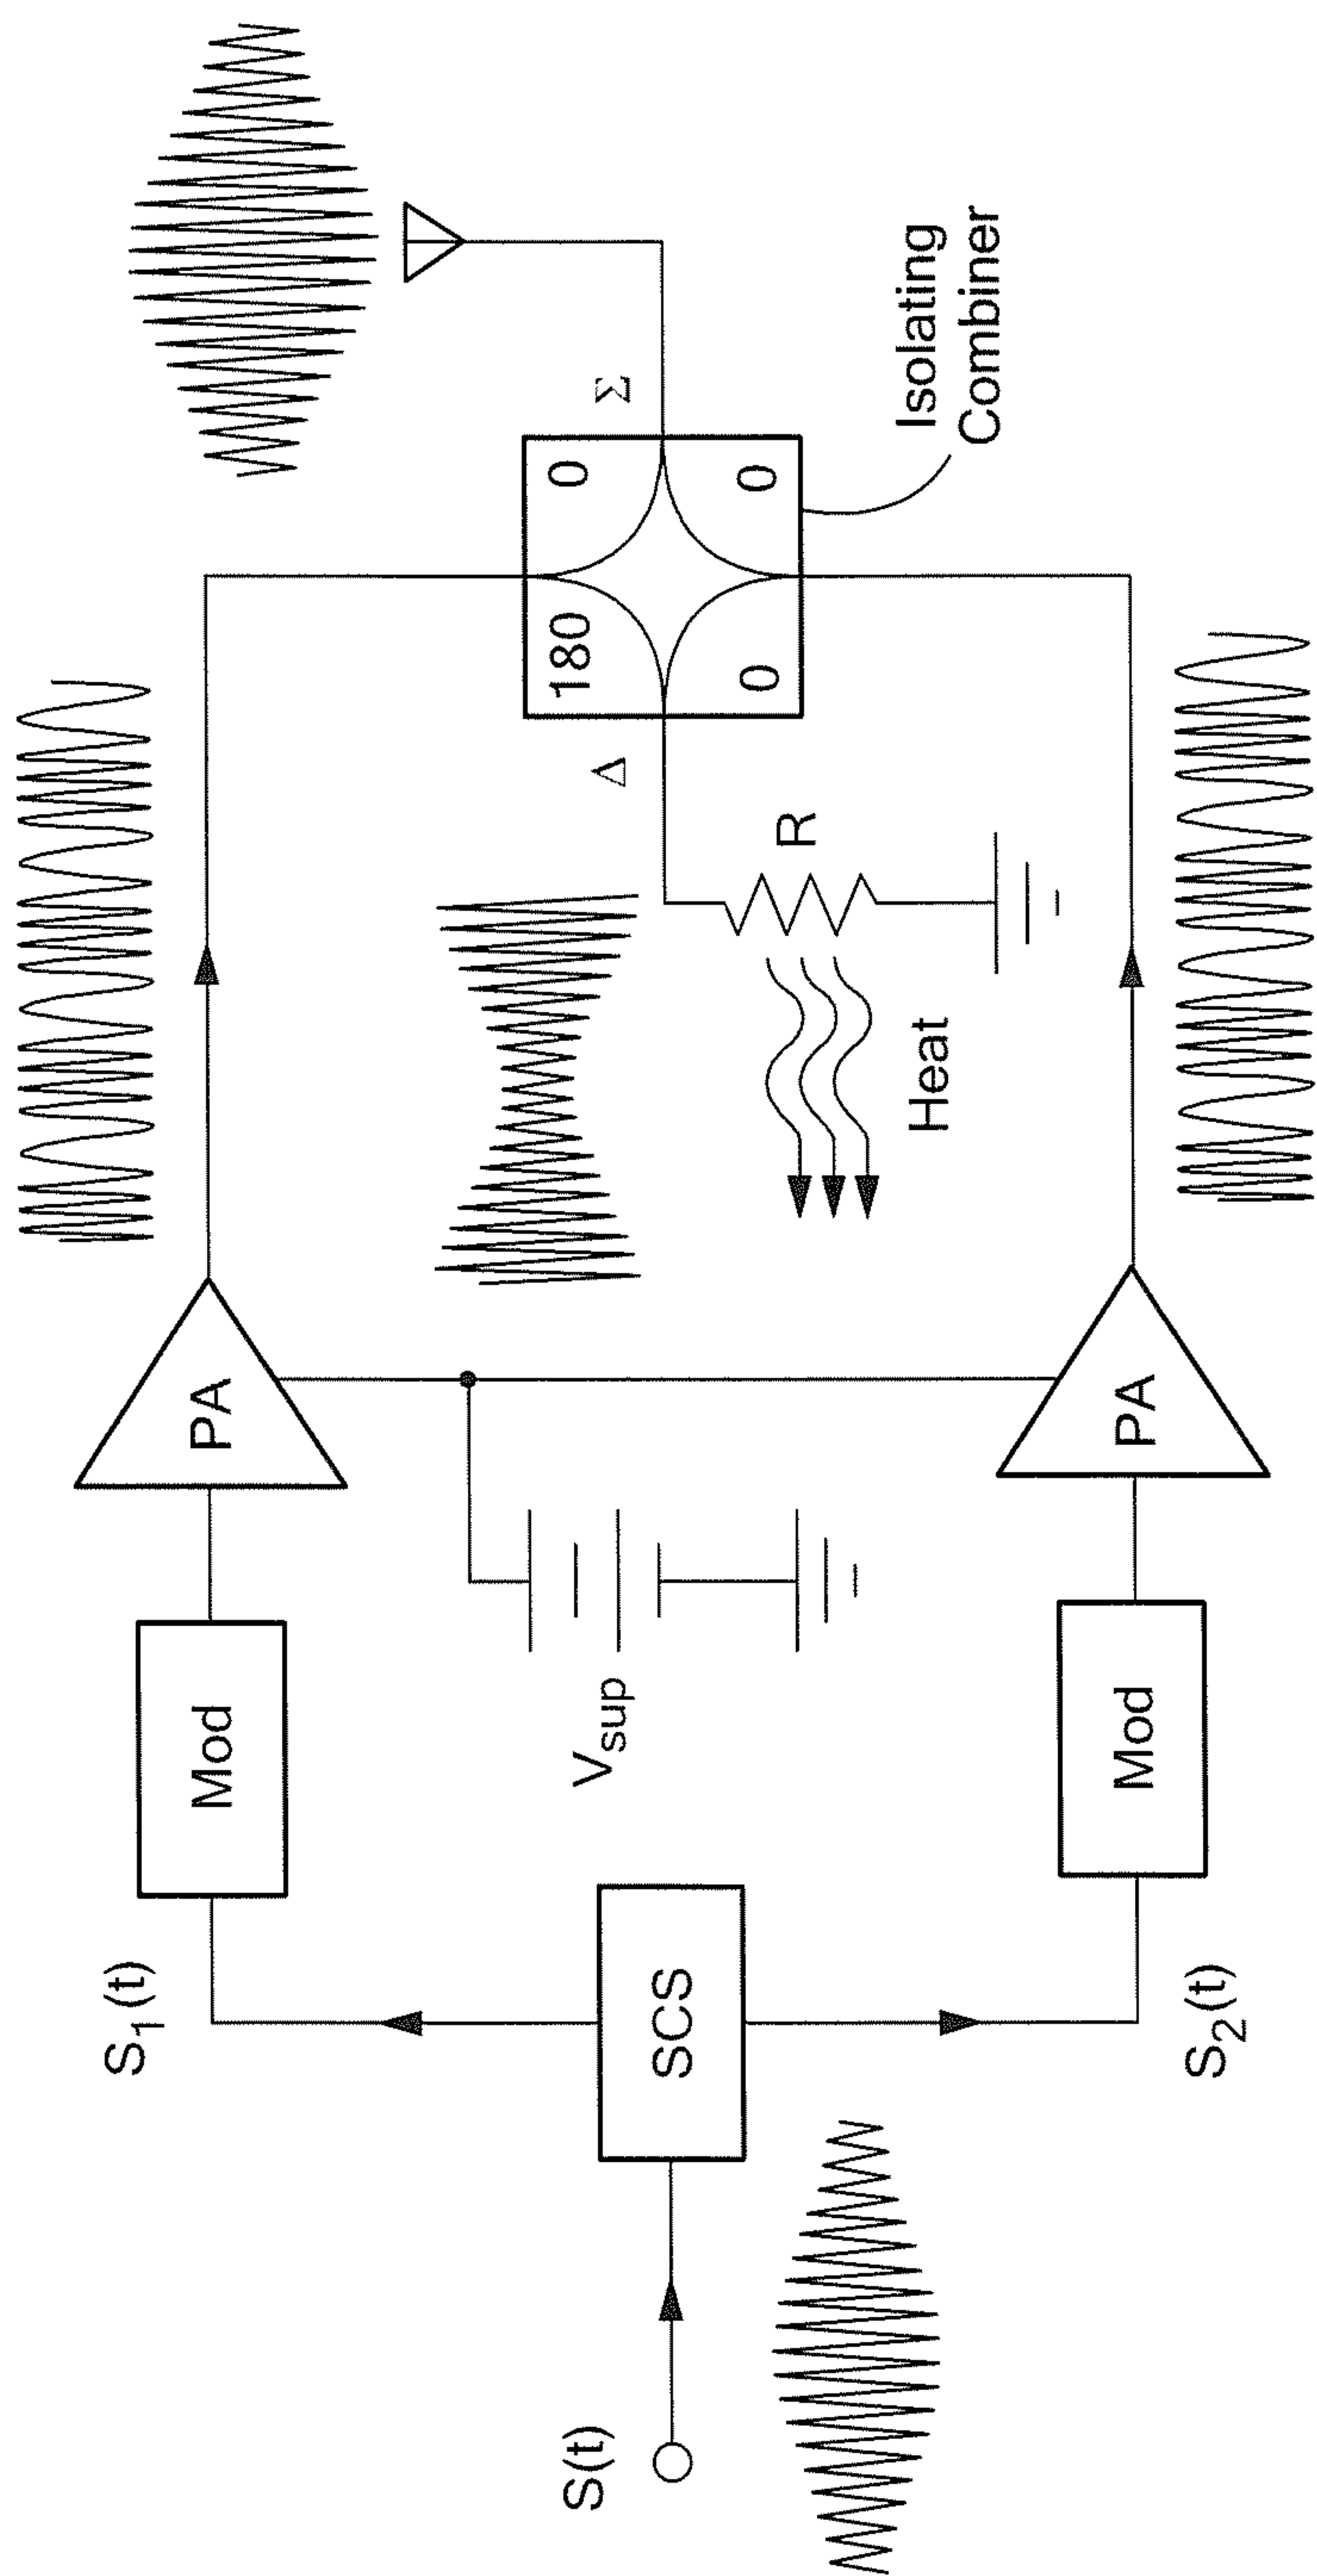 S(t)
SCS
S₁(t)
S₂(t)
Mod
Mod
V_sup
PA
PA
Heat
R
Δ
180
0
0
0
Σ
Isolating
Combiner